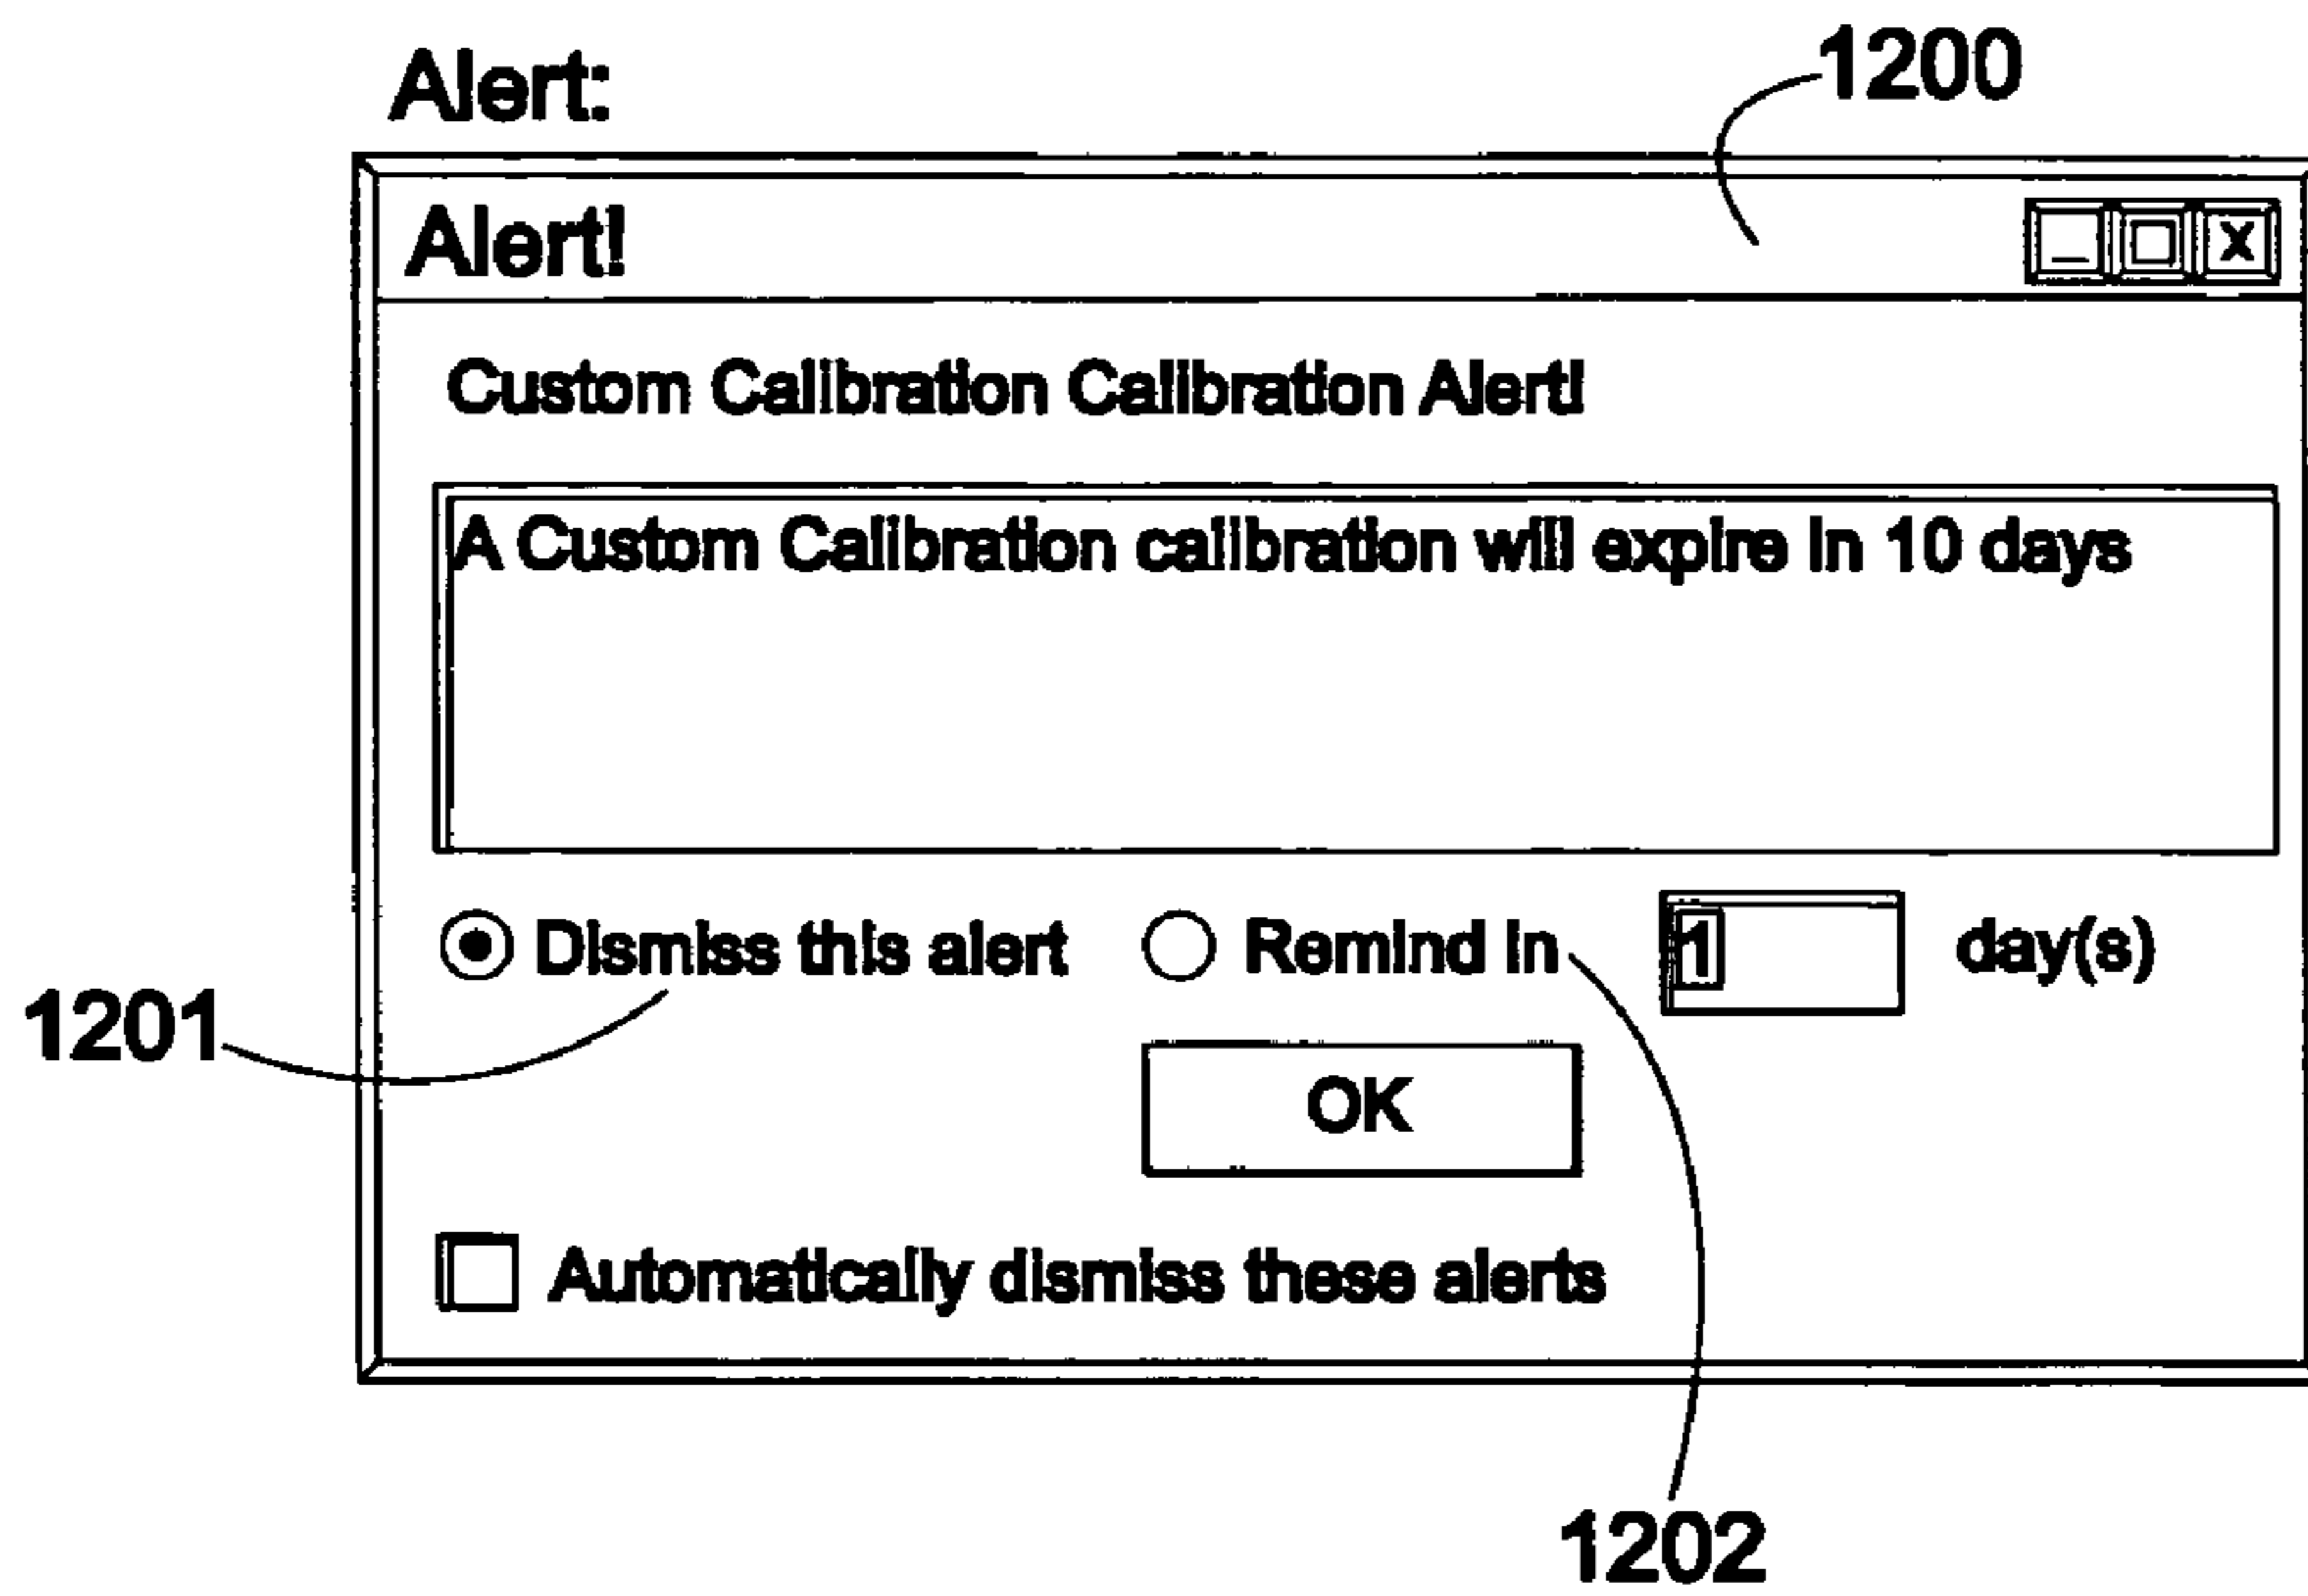 Alert:
1200
Alert!
X
Custom Calibration Calibration Alert!
A Custom Calibration calibration will expire in 10 days
Dismiss this alert Remind in 1 day(s)
1201
OK
Automatically dismiss these alerts
1202